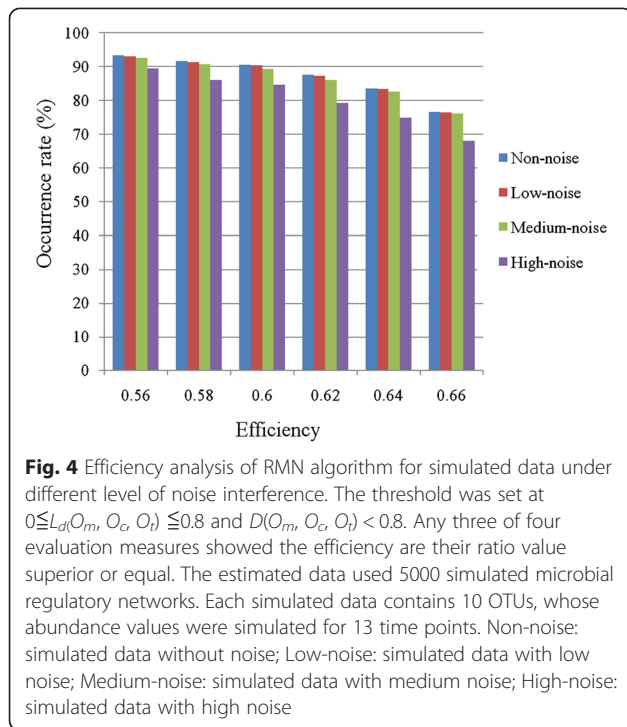 100
90
80
70
60
50
40
30
20
10
0
Occurrence rate (%)
0.56 0.58 0.6 0.62 0.64 0.66
Efficiency
Non-noise
Low-noise
Medium-noise
High-noise
Fig. 4 Efficiency analysis of RMN algorithm for simulated data under
different level of noise interference. The threshold was set at
0≦Ld(Om, Oc, Ot) ≦0.8 and D(Om, Oc, Ot) < 0.8. Any three of four
evaluation measures showed the efficiency are their ratio value
superior or equal. The estimated data used 5000 simulated microbial
regulatory networks. Each simulated data contains 10 OTUs, whose
abundance values were simulated for 13 time points. Non-noise:
simulated data without noise; Low-noise: simulated data with low
noise; Medium-noise: simulated data with medium noise; High-noise:
simulated data with high noise